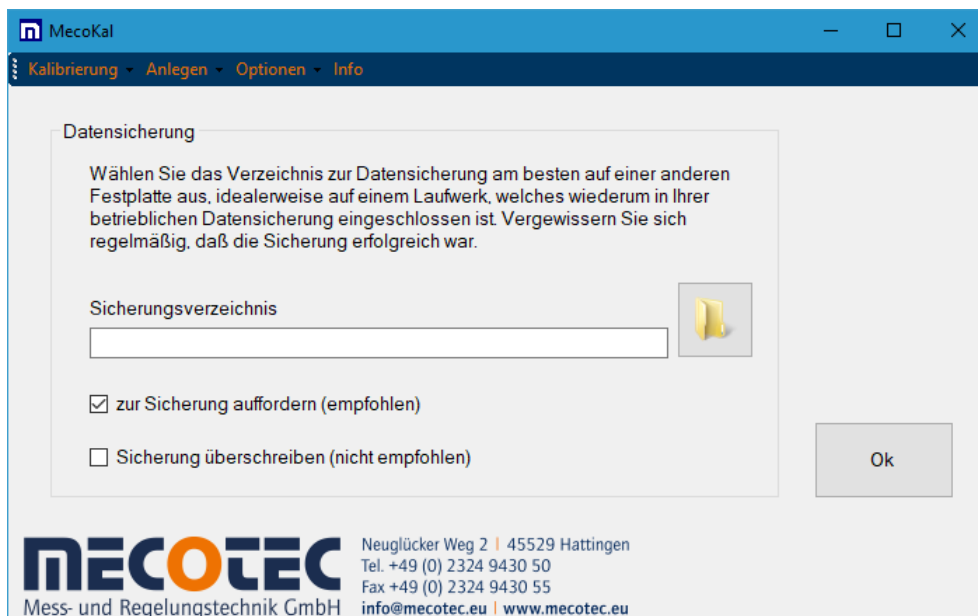 MecoKal
Kalibrierung Anlegen Optionen Info
Datensicherung
Wählen Sie das Verzeichnis zur Datensicherung am besten auf einer anderen
Festplatte aus, idealerweise auf einem Laufwerk, welches wiederum in Ihrer
betrieblichen Datensicherung eingeschlossen ist. Vergewissern Sie sich
regelmäßig, daß die Sicherung erfolgreich war.
Sicherungsverzeichnis
zur Sicherung auffordern (empfohlen)
Sicherung überschreiben (nicht empfohlen)
Ok
MECOTEC
Mess- und Regelungstechnik GmbH
Neuglücker Weg 2 | 45529 Hattingen
Tel. +49 (0) 2324 9430 50
Fax +49 (0) 2324 9430 55
info@mecotec.eu | www.mecotec.eu